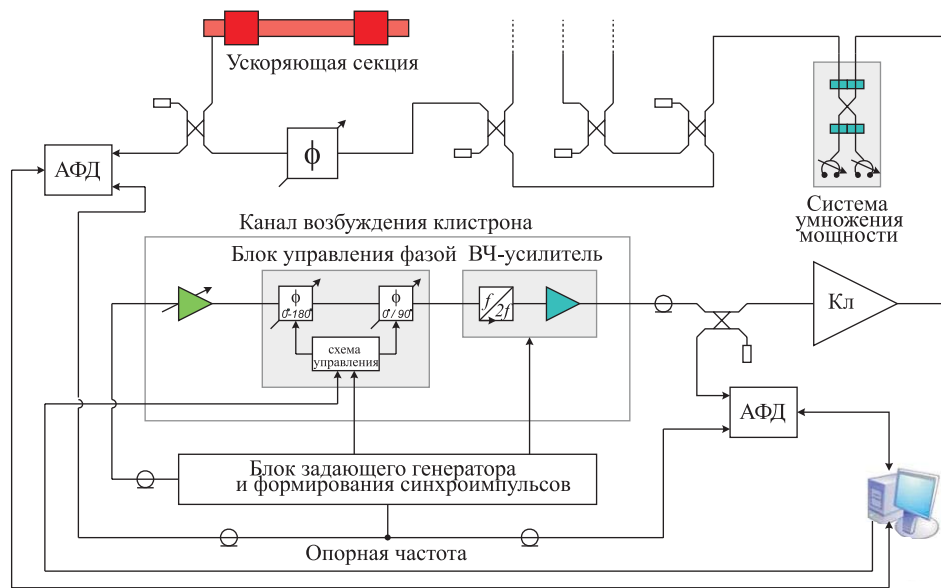 Ускоряющая секция
ϕ
АФД
Система
умножения
мощности
Канал возбуждения клистрона
Блок управления фазой
ВЧ-усилитель
ϕ
0°-180°
ϕ
0°/ 90°
f
2f
Кл
схема
управления
АФД
Блок задающего генератора
и формирования синхроимпульсов
Опорная частота